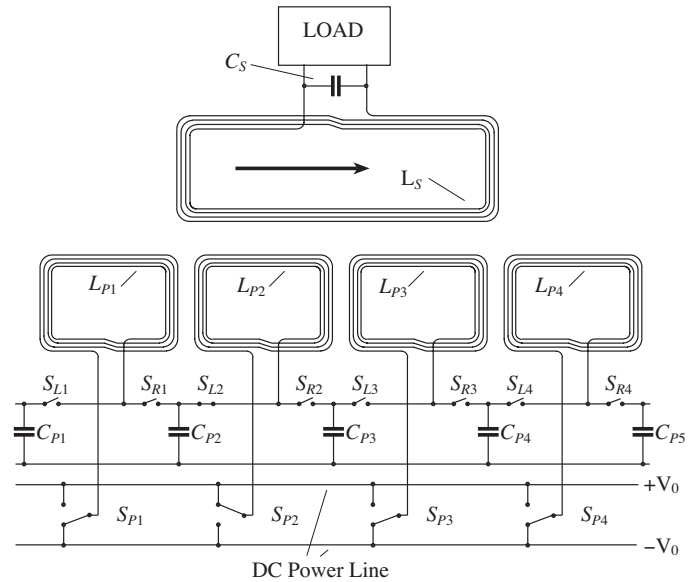 LOAD
C_S
L_S
L_P1 L_P2 L_P3 L_P4
S_L1 S_R1 S_L2 S_R2 S_L3 S_R3 S_L4 S_R4
C_P1 C_P2 C_P3 C_P4 C_P5
+V_0
S_P1 S_P2 S_P3 S_P4
−V_0
DC Power Line